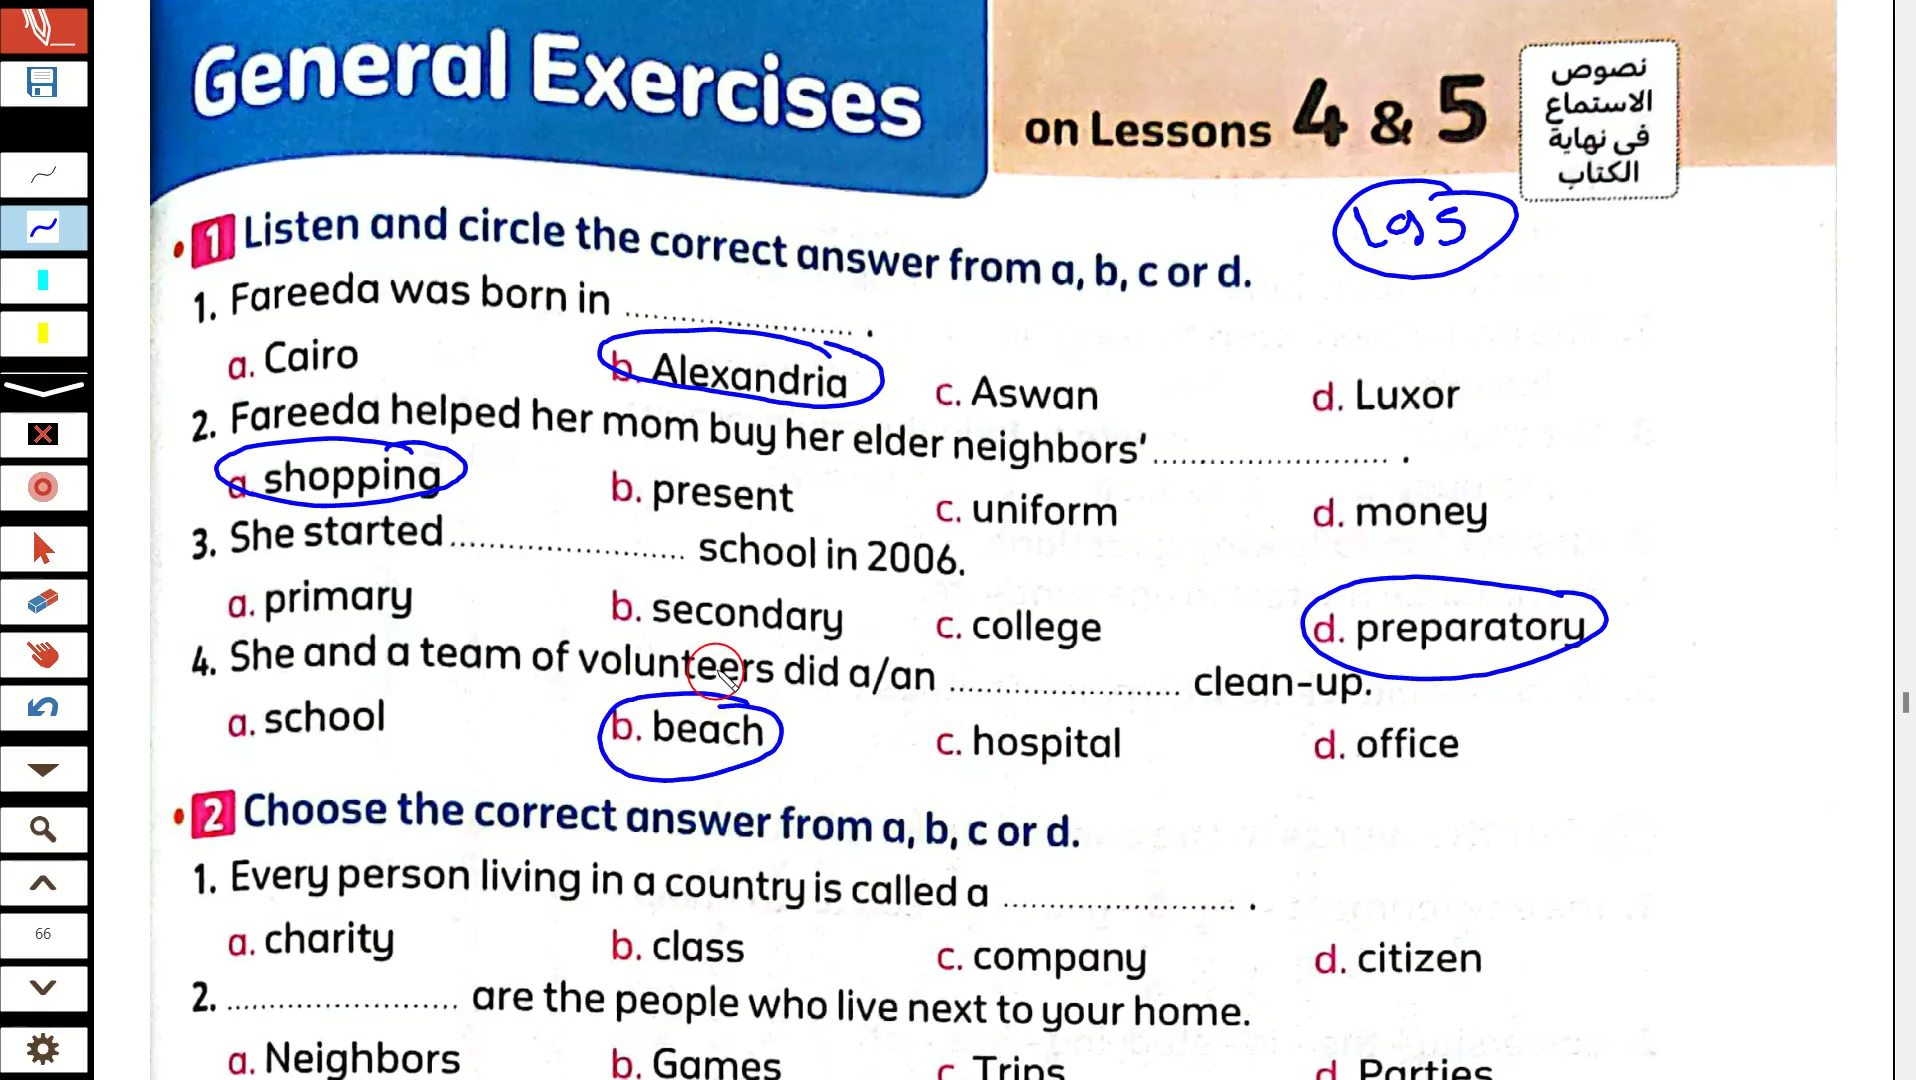 General Exercises
on Lessons 4 & 5
نصوص
الاستماع
فى نهاية
الكتاب
1 Listen and circle the correct answer from a, b, c or d.
1. Fareeda was born in ........................ .
a. Cairo b. Alexandria c. Aswan d. Luxor
2. Fareeda helped her mom buy her elder neighbors' ........................ .
a. shopping b. present c. uniform d. money
3. She started ........................ school in 2006.
a. primary b. secondary c. college d. preparatory
4. She and a team of volunteers did a/an ........................ clean-up.
a. school b. beach c. hospital d. office
2 Choose the correct answer from a, b, c or d.
1. Every person living in a country is called a ........................ .
a. charity b. class c. company d. citizen
2. ........................ are the people who live next to your home.
a. Neighbors b. Games c. Trips d. Parties
66